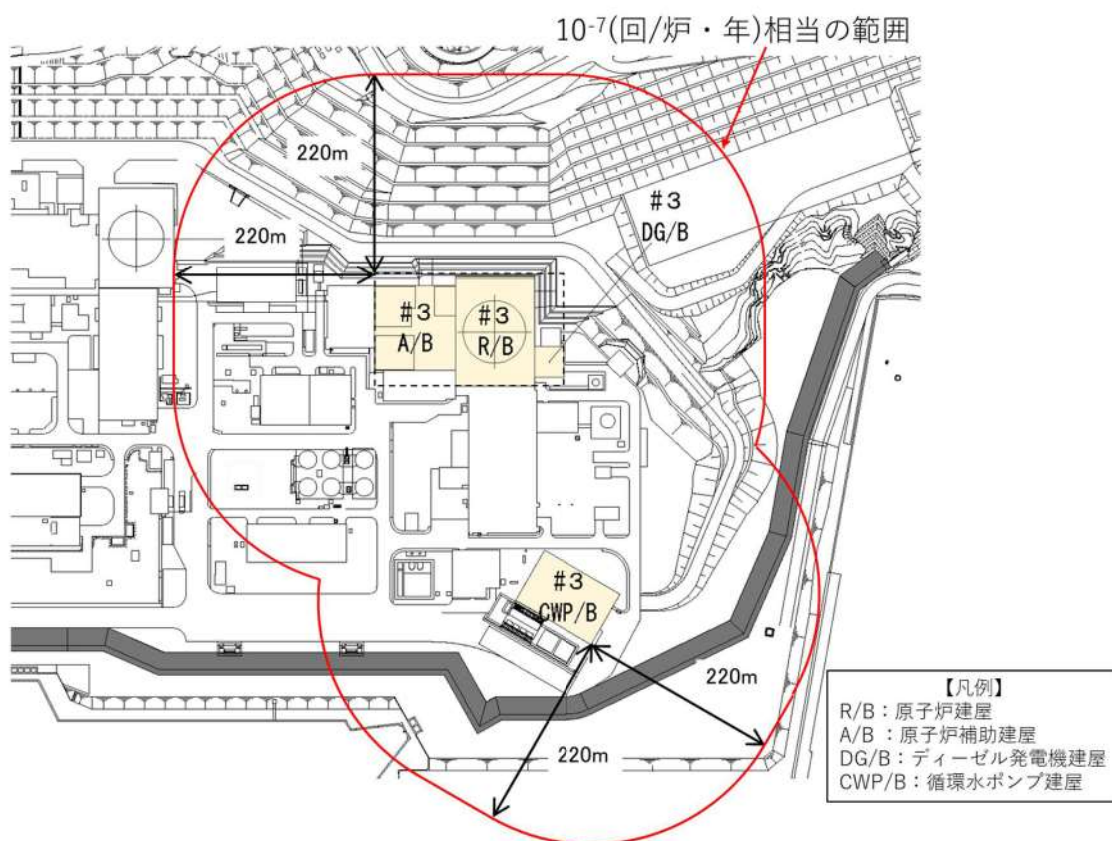 10⁻⁷(回/炉・年)相当の範囲
220m
#3
DG/B
220m
#3
A/B
#3
R/B
#3
CWP/B
220m
220m
【凡例】
R/B:原子炉建屋
A/B:原子炉補助建屋
DG/B:ディーゼル発電機建屋
CWP/B:循環水ポンプ建屋